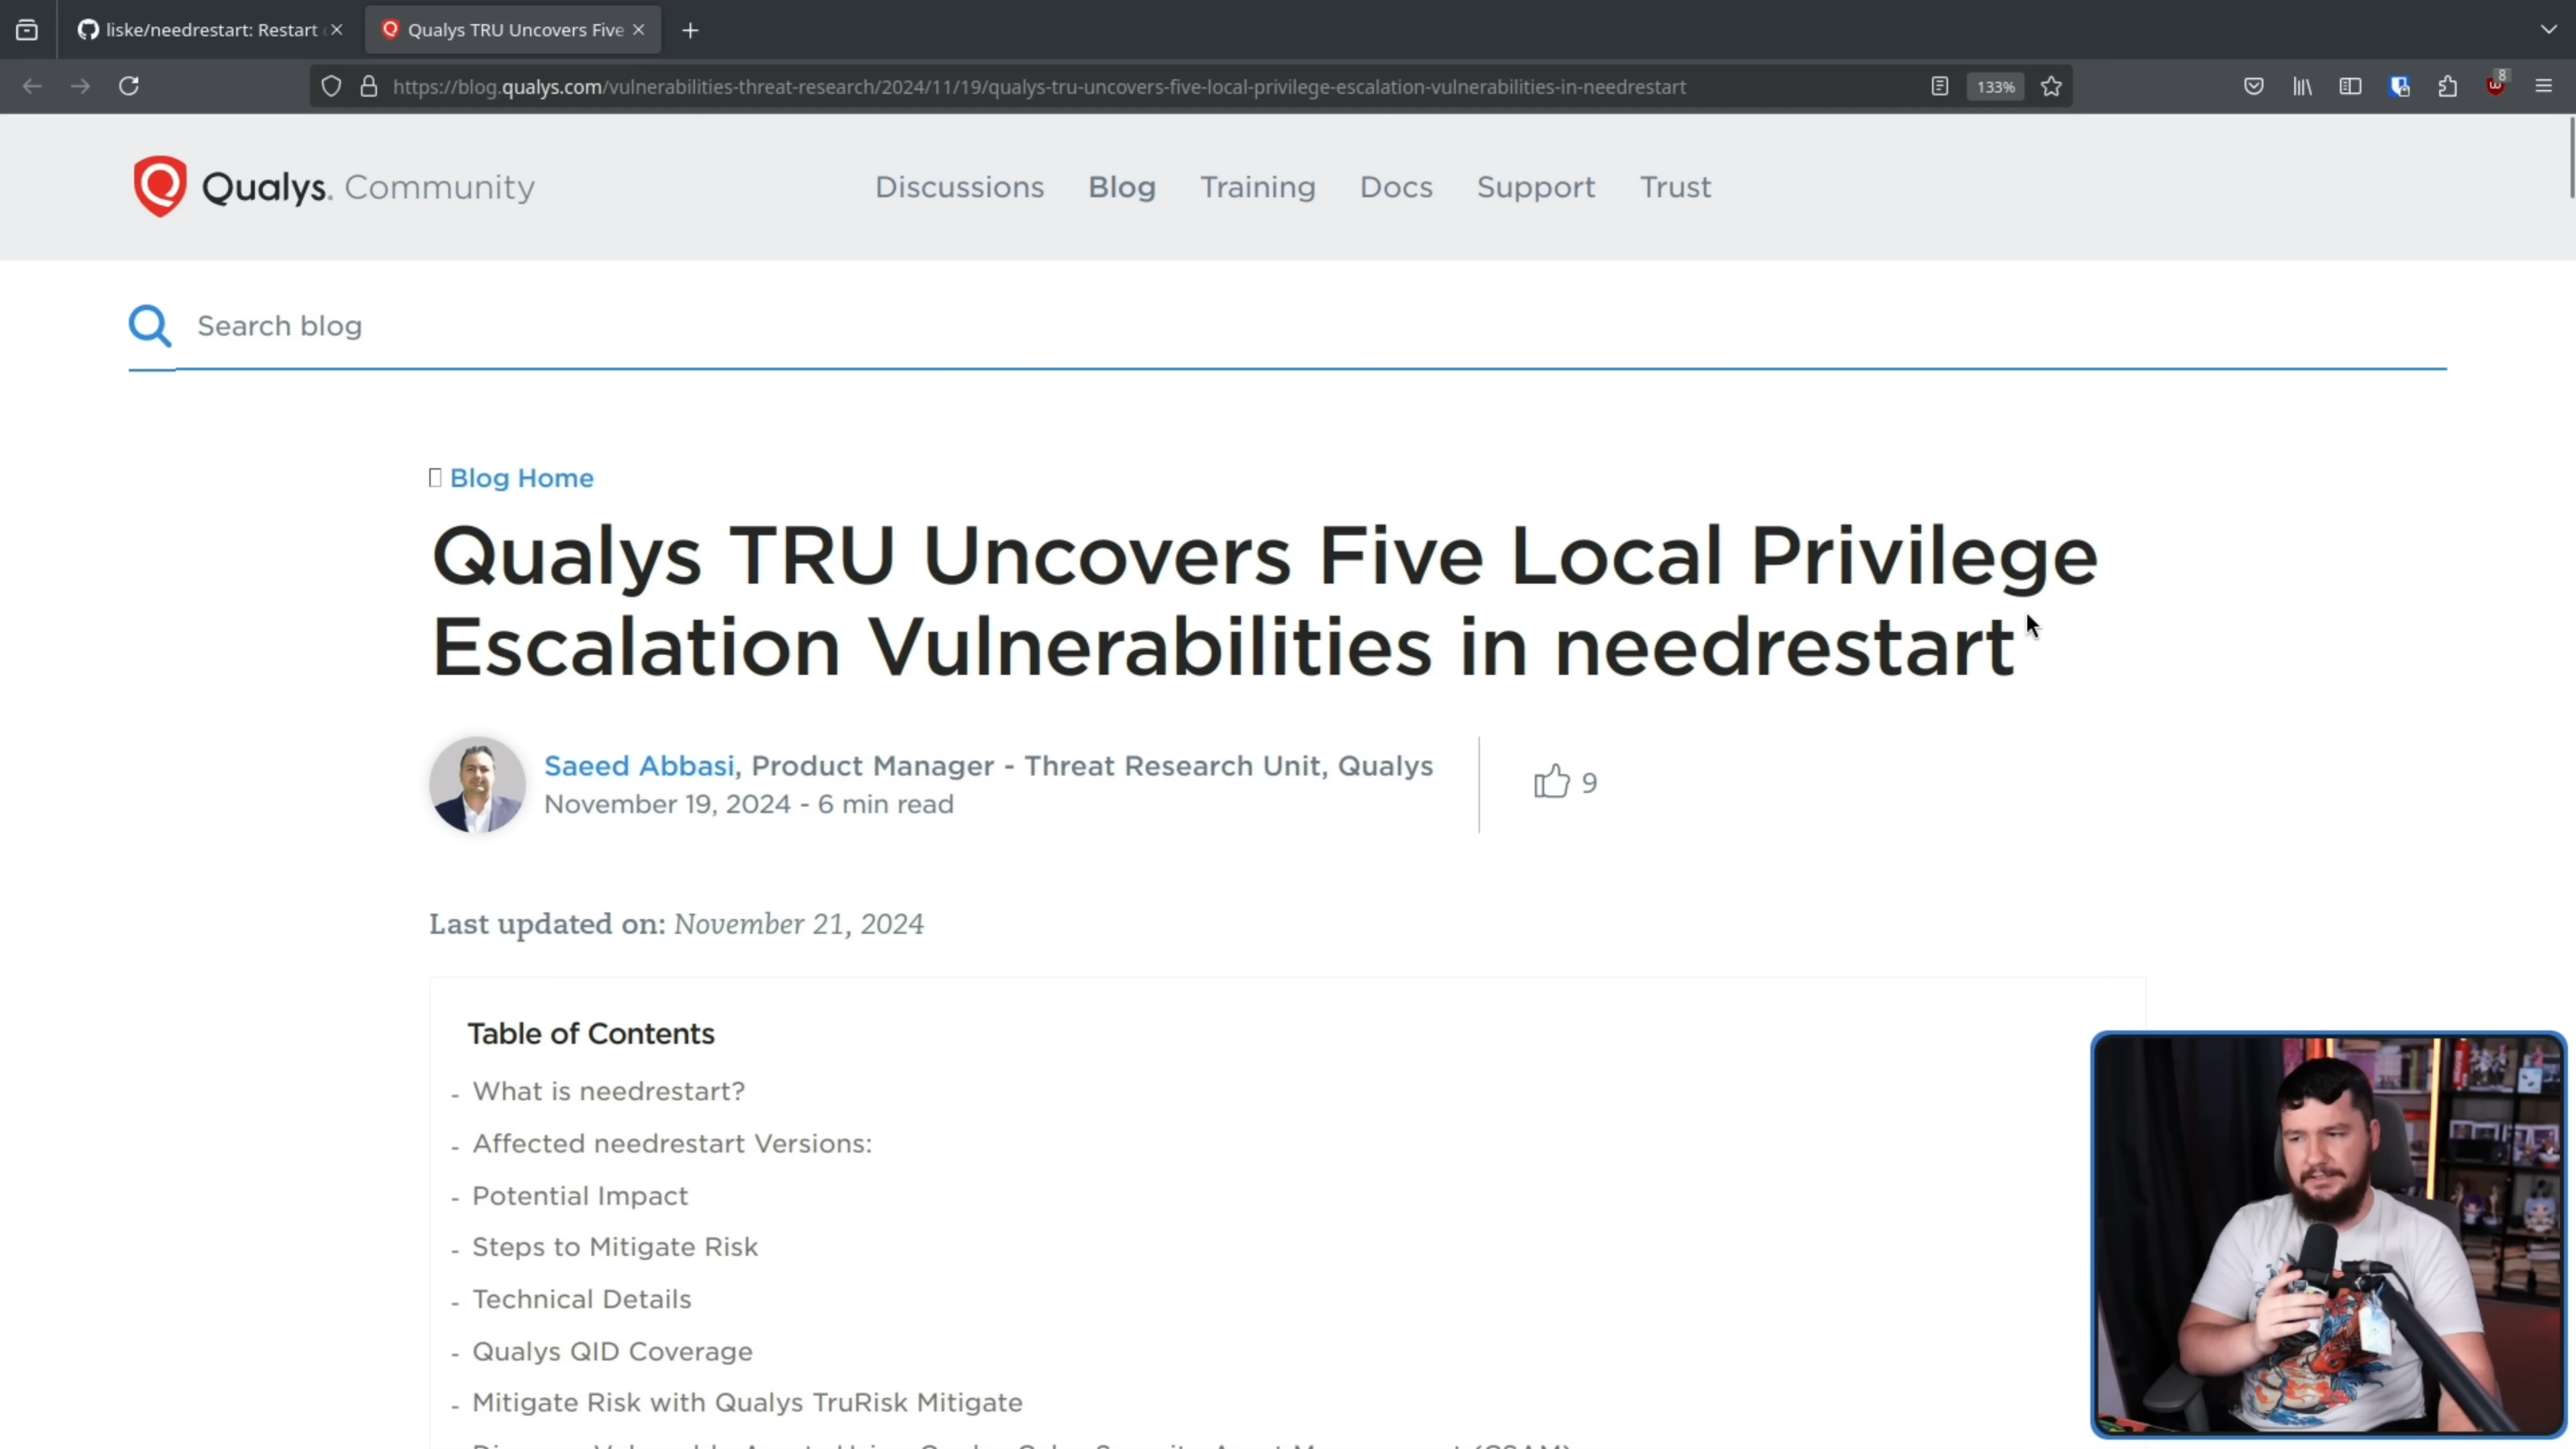 liske/needrestart: Restart
Qualys TRU Uncovers Five
https://blog.qualys.com/vulnerabilities-threat-research/2024/11/19/qualys-tru-uncovers-five-local-privilege-escalation-vulnerabilities-in-needrestart
133%
8
Qualys. Community
Discussions
Blog
Training
Docs
Support
Trust
Search blog
Blog Home
Qualys TRU Uncovers Five Local Privilege
Escalation Vulnerabilities in needrestart
Saeed Abbasi, Product Manager - Threat Research Unit, Qualys
November 19, 2024 - 6 min read
9
Last updated on: November 21, 2024
Table of Contents
- What is needrestart?
- Affected needrestart Versions:
- Potential Impact
- Steps to Mitigate Risk
- Technical Details
- Qualys QID Coverage
- Mitigate Risk with Qualys TruRisk Mitigate